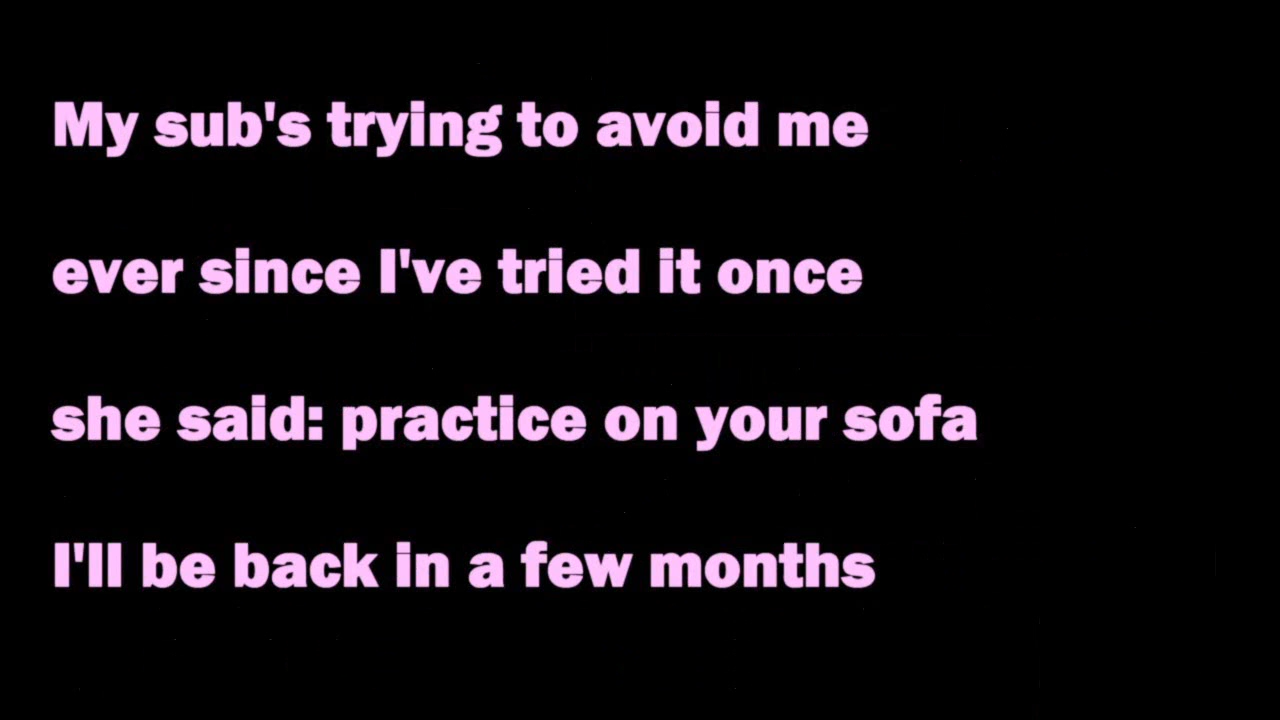 My sub's trying to avoid me
ever since I've tried it once
she said: practice on your sofa
I'll be back in a few months